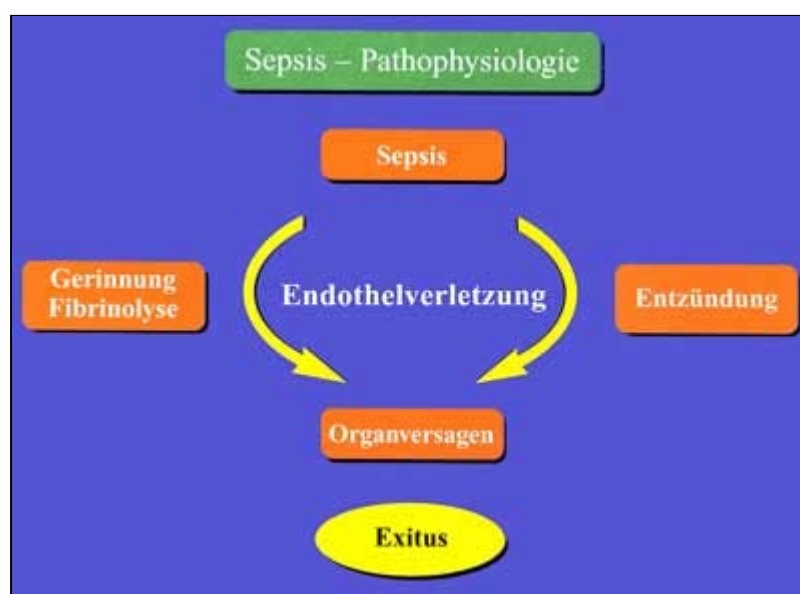 Sepsis – Pathophysiologie
Sepsis
Gerinnung
Fibrinolyse
Endothelverletzung
Entzündung
Organversagen
Exitus